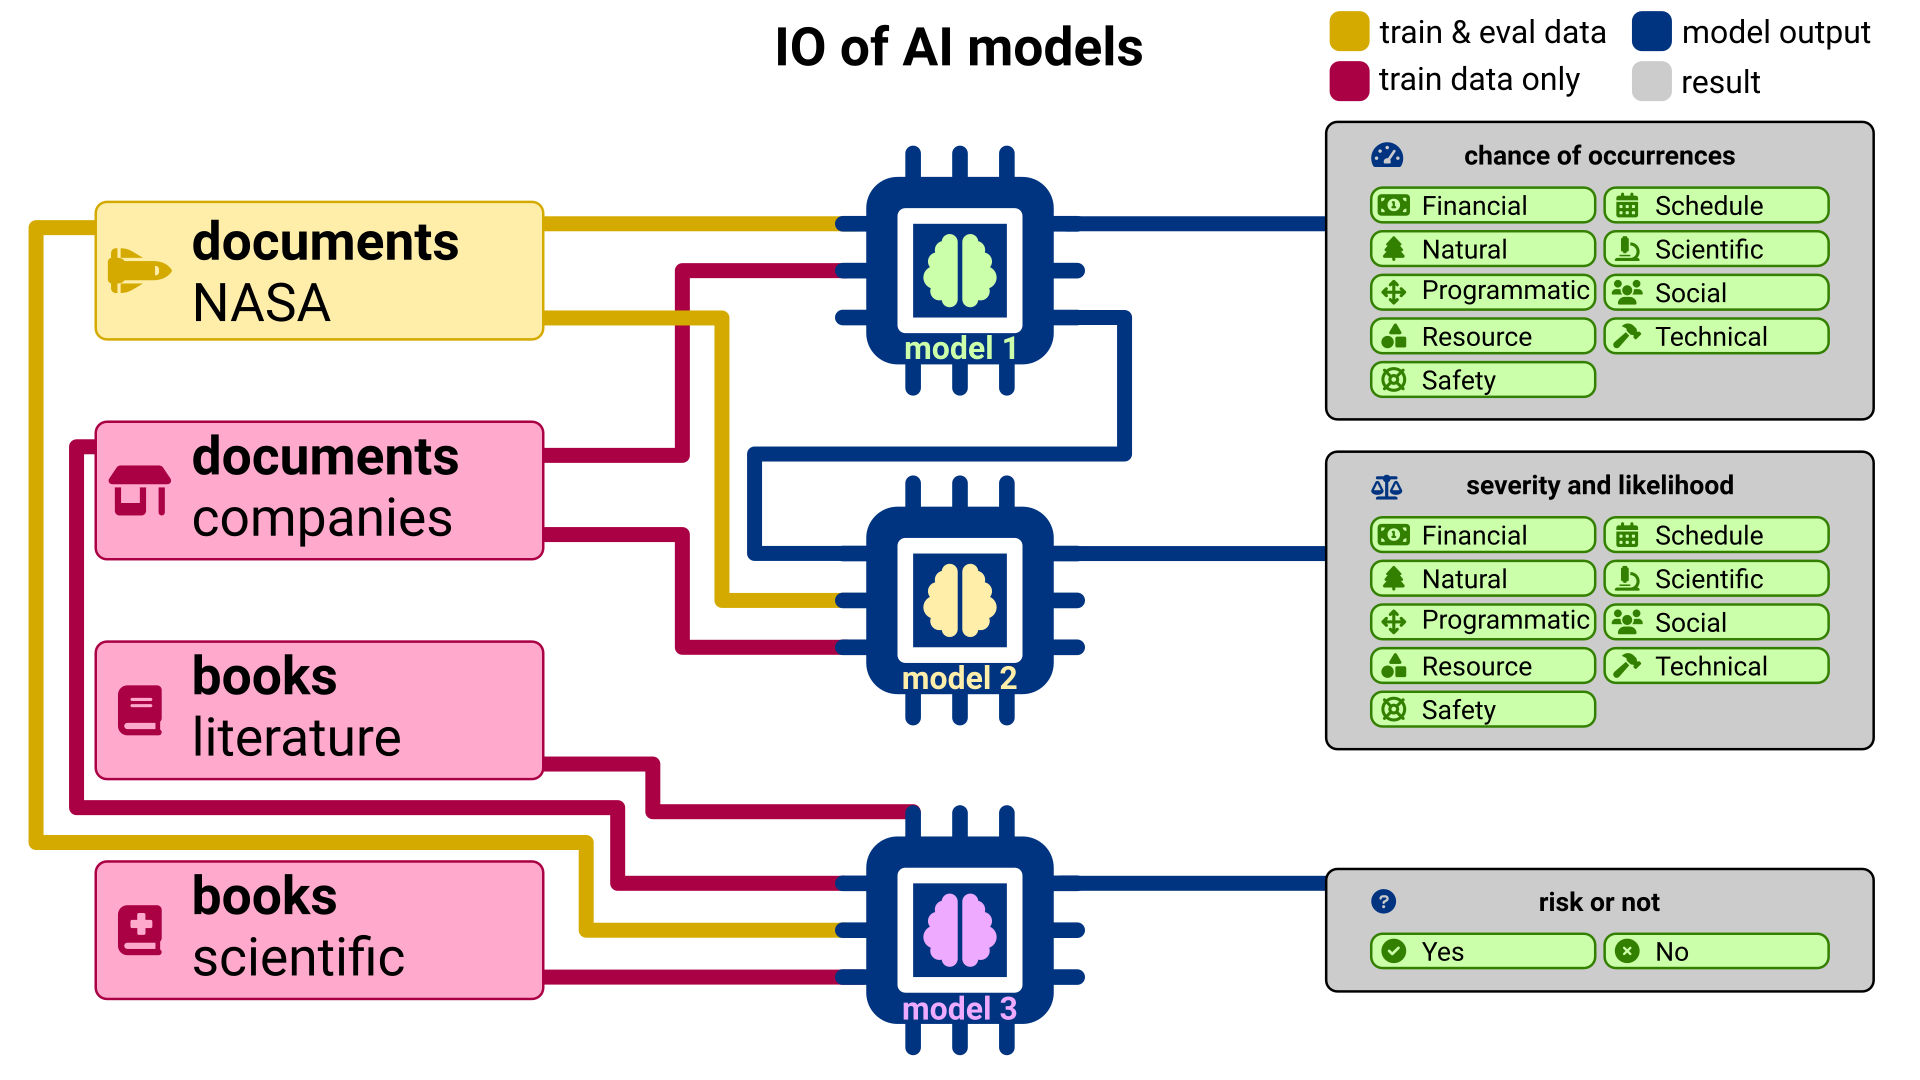 IO of AI models
train & eval data
model output
train data only
result
documents
NASA
documents
companies
books
literature
books
scientific
model 1
model 2
model 3
chance of occurrences
Financial
Schedule
Natural
Scientific
Programmatic
Social
Resource
Technical
Safety
severity and likelihood
Financial
Schedule
Natural
Scientific
Programmatic
Social
Resource
Technical
Safety
risk or not
Yes
No